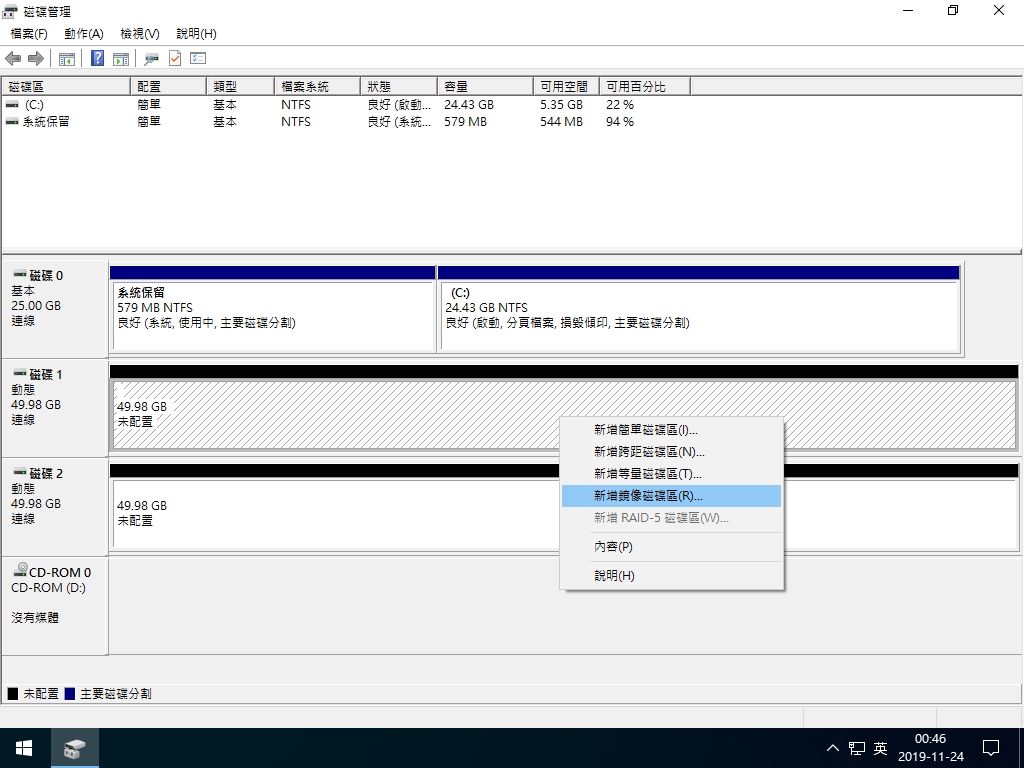 磁碟管理
檔案(F) 動作(A) 檢視(V) 說明(H)
磁碟區 配置 類型 檔案系統 狀態 容量 可用空間 可用百分比
(C:) 簡單 基本 NTFS 良好 (啟動... 24.43 GB 5.35 GB 22 %
系統保留 簡單 基本 NTFS 良好 (系統... 579 MB 544 MB 94 %
磁碟 0
基本
25.00 GB
連線
系統保留
579 MB NTFS
良好 (系統, 使用中, 主要磁碟分割)
(C:)
24.43 GB NTFS
良好 (啟動, 分頁檔案, 損毀傾印, 主要磁碟分割)
磁碟 1
動態
49.98 GB
連線
49.98 GB
未配置
磁碟 2
動態
49.98 GB
連線
49.98 GB
未配置
新增簡單磁碟區(I)...
新增跨距磁碟區(N)...
新增等量磁碟區(T)...
新增鏡像磁碟區(R)...
新增 RAID-5 磁碟區(W)...
內容(P)
說明(H)
CD-ROM 0
CD-ROM (D:)
沒有媒體
未配置 主要磁碟分割
英
00:46
2019-11-24